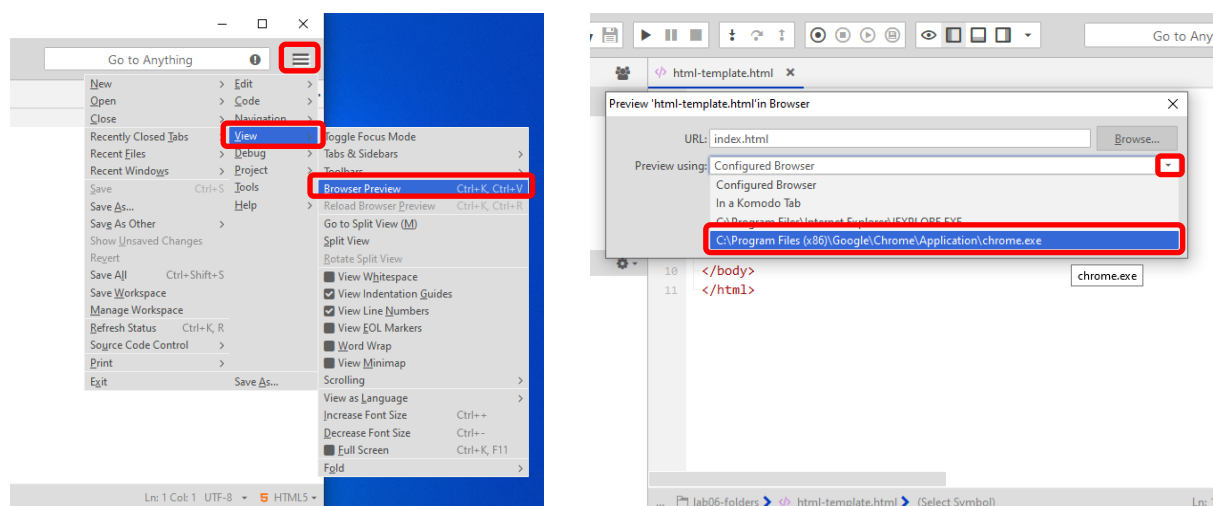 Go to Anything
New > Edit >
Open > Code >
Close > Navigation >
Recently Closed Tabs > View
Recent Files > Debug >
Recent Windows > Project >
Save Ctrl+S Tools
Save As... Help >
Save As Other >
Show Unsaved Changes
Revert
Save All Ctrl+Shift+S
Save Workspace
Manage Workspace
Refresh Status Ctrl+K, R
Source Code Control >
Print >
Exit Save As...
Toggle Focus Mode
Tabs & Sidebars >
Toolbars >
Browser Preview Ctrl+K, Ctrl+V
Reload Browser Preview Ctrl+K, Ctrl+R
Go to Split View (M)
Split View
Rotate Split View
View Whitespace
View Indentation Guides
View Line Numbers
View EOL Markers
Word Wrap
View Minimap
Scrolling >
View as Language >
Increase Font Size Ctrl++
Decrease Font Size Ctrl+-
Full Screen Ctrl+K, F11
Fold >
Ln: 1 Col: 1 UTF-8 HTML5
Go to Any
html-template.html
Preview 'html-template.html'in Browser
URL: index.html Browse...
Preview using: Configured Browser
Configured Browser
In a Komodo Tab
C:\Program Files\Internet Explorer\IEXPLORE.EXE
C:\Program Files (x86)\Google\Chrome\Application\chrome.exe
chrome.exe
10 </body>
11 </html>
... lab06-folders > html-template.html > (Select Symbol) Ln: